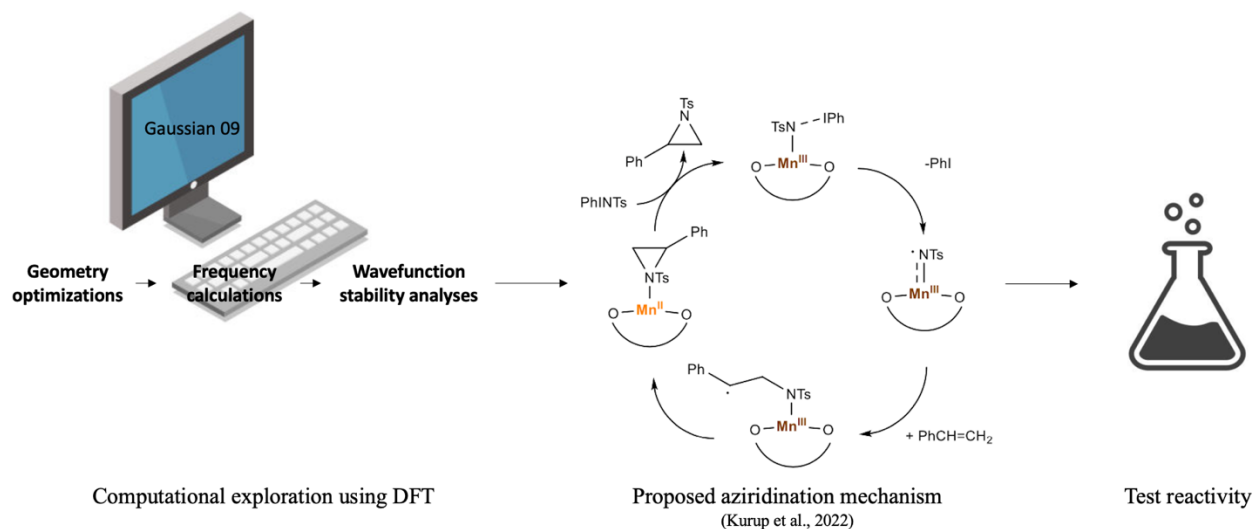 Gaussian 09
Geometry
optimizations
Frequency
calculations
Wavefunction
stability analyses
Ts
N
Ph
PhINTs
TsN
IPh
O
Mn^III
O
-PhI
·NTs
O
Mn^III
O
+ PhCH=CH₂
Ph
·
NTs
O
Mn^III
O
Ph
NTs
O
Mn^II
O
Computational exploration using DFT
Proposed aziridination mechanism
(Kurup et al., 2022)
Test reactivity